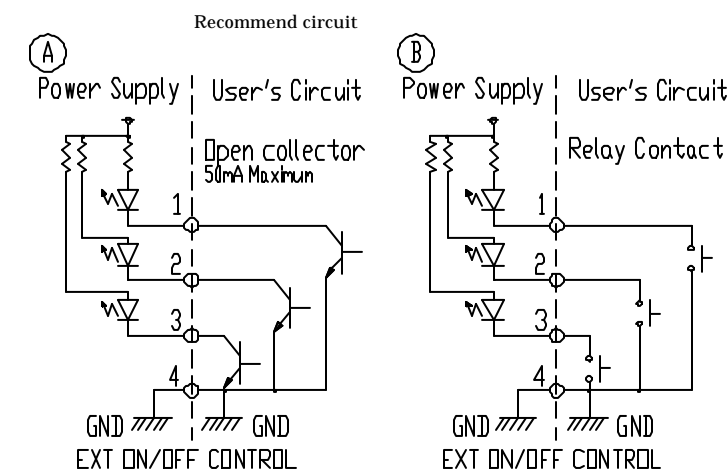 Recommend circuit
A
Power Supply
User's Circuit
Open collector
50mA Maximun
1
2
3
4
GND
GND
EXT ON/OFF CONTROL
B
Power Supply
User's Circuit
Relay Contact
1
2
3
4
GND
GND
EXT ON/OFF CONTROL